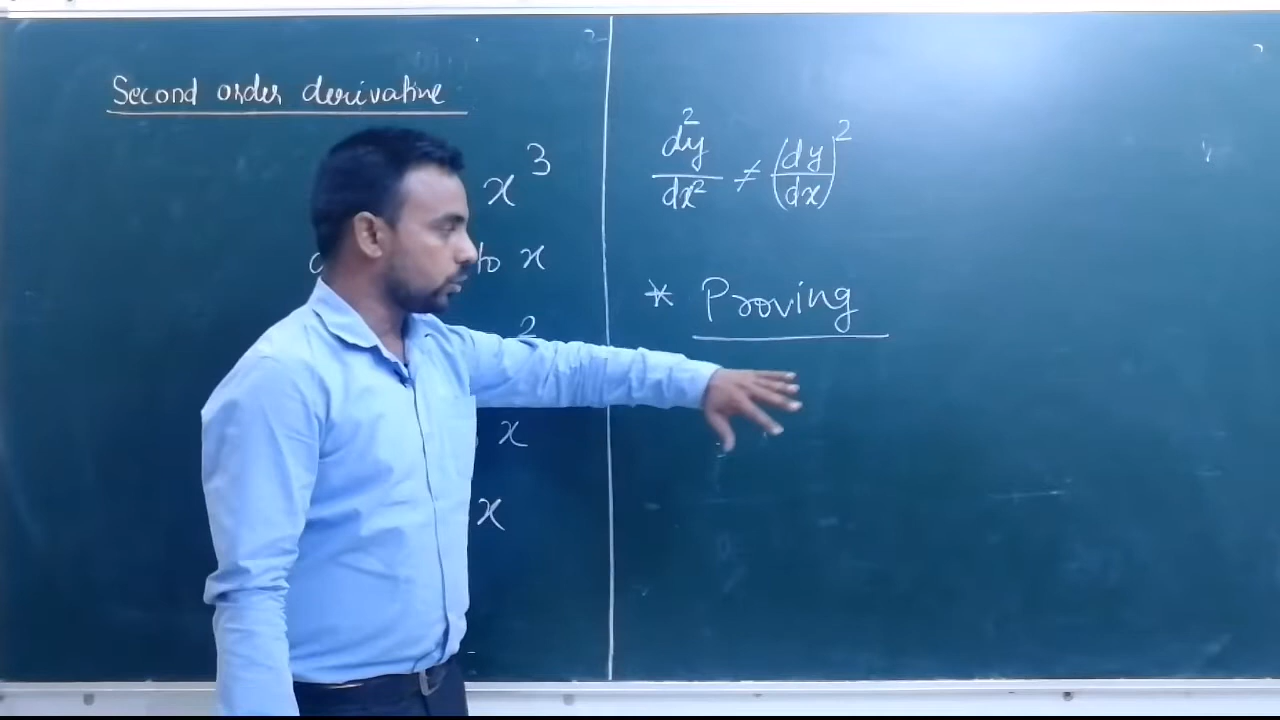 Second order derivative
x³
to x
2
x
x
d²y/dx² ≠ (dy/dx)²
* Proving